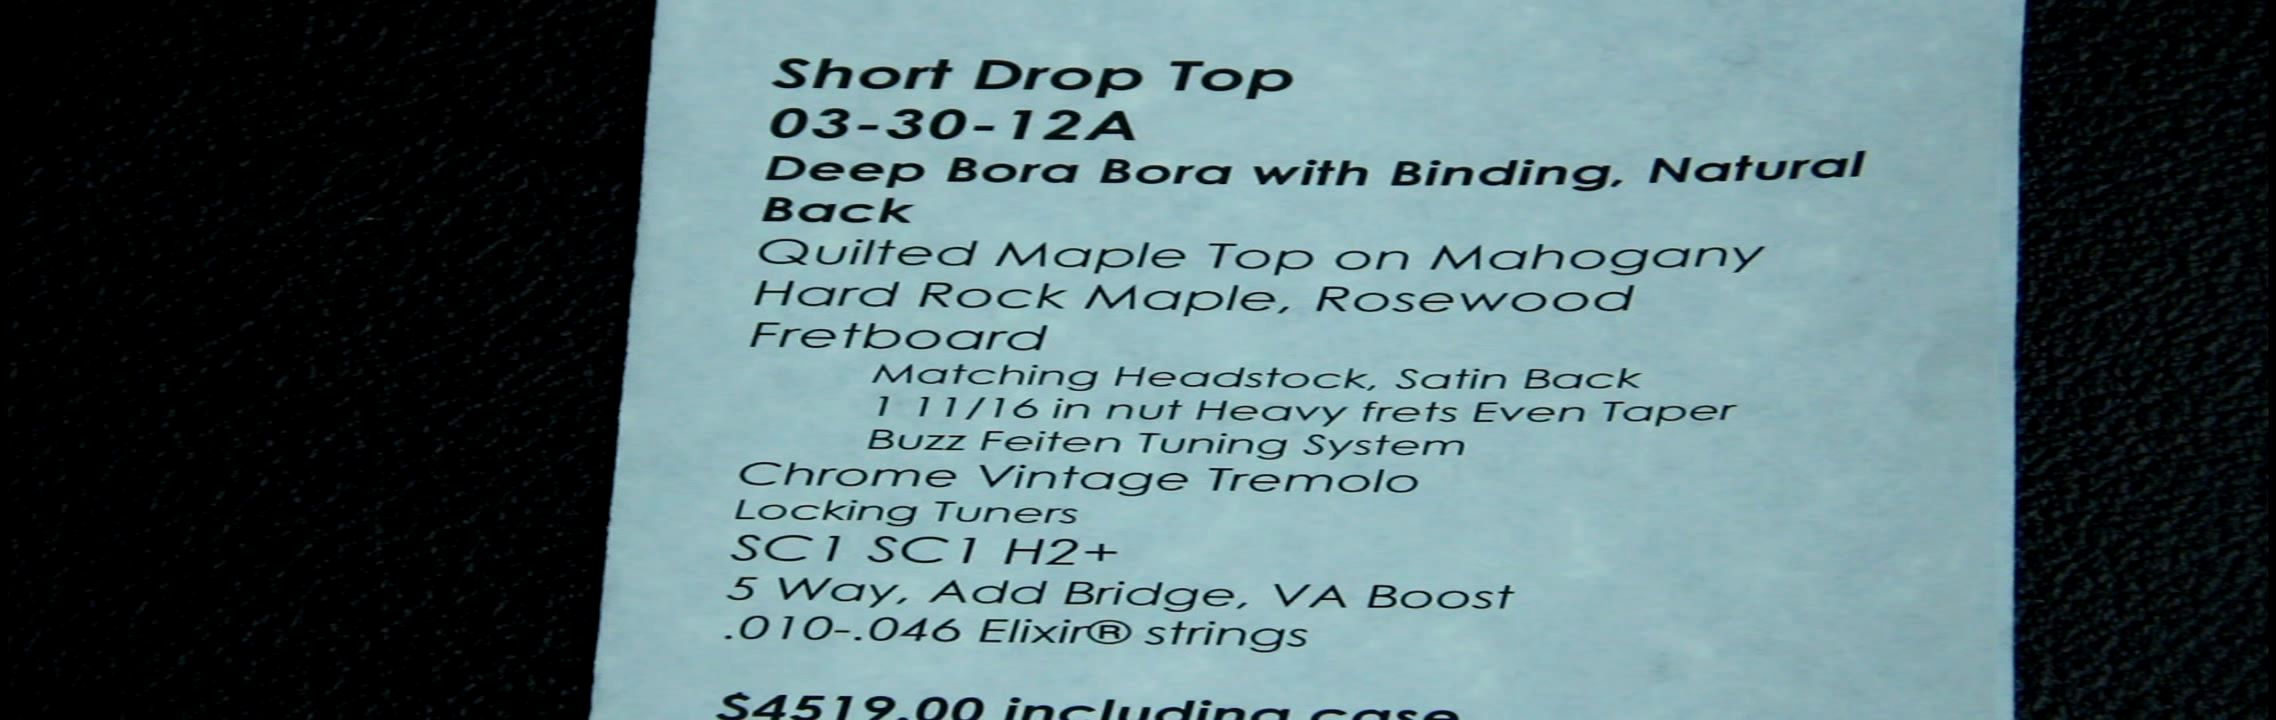 Short Drop Top
03-30-12A
Deep Bora Bora with Binding, Natural
Back
Quilted Maple Top on Mahogany
Hard Rock Maple, Rosewood
Fretboard
Matching Headstock, Satin Back
1 11/16 in nut Heavy frets Even Taper
Buzz Feiten Tuning System
Chrome Vintage Tremolo
Locking Tuners
SC1 SC1 H2+
5 Way, Add Bridge, VA Boost
.010-.046 Elixir® strings
$4519.00 including case